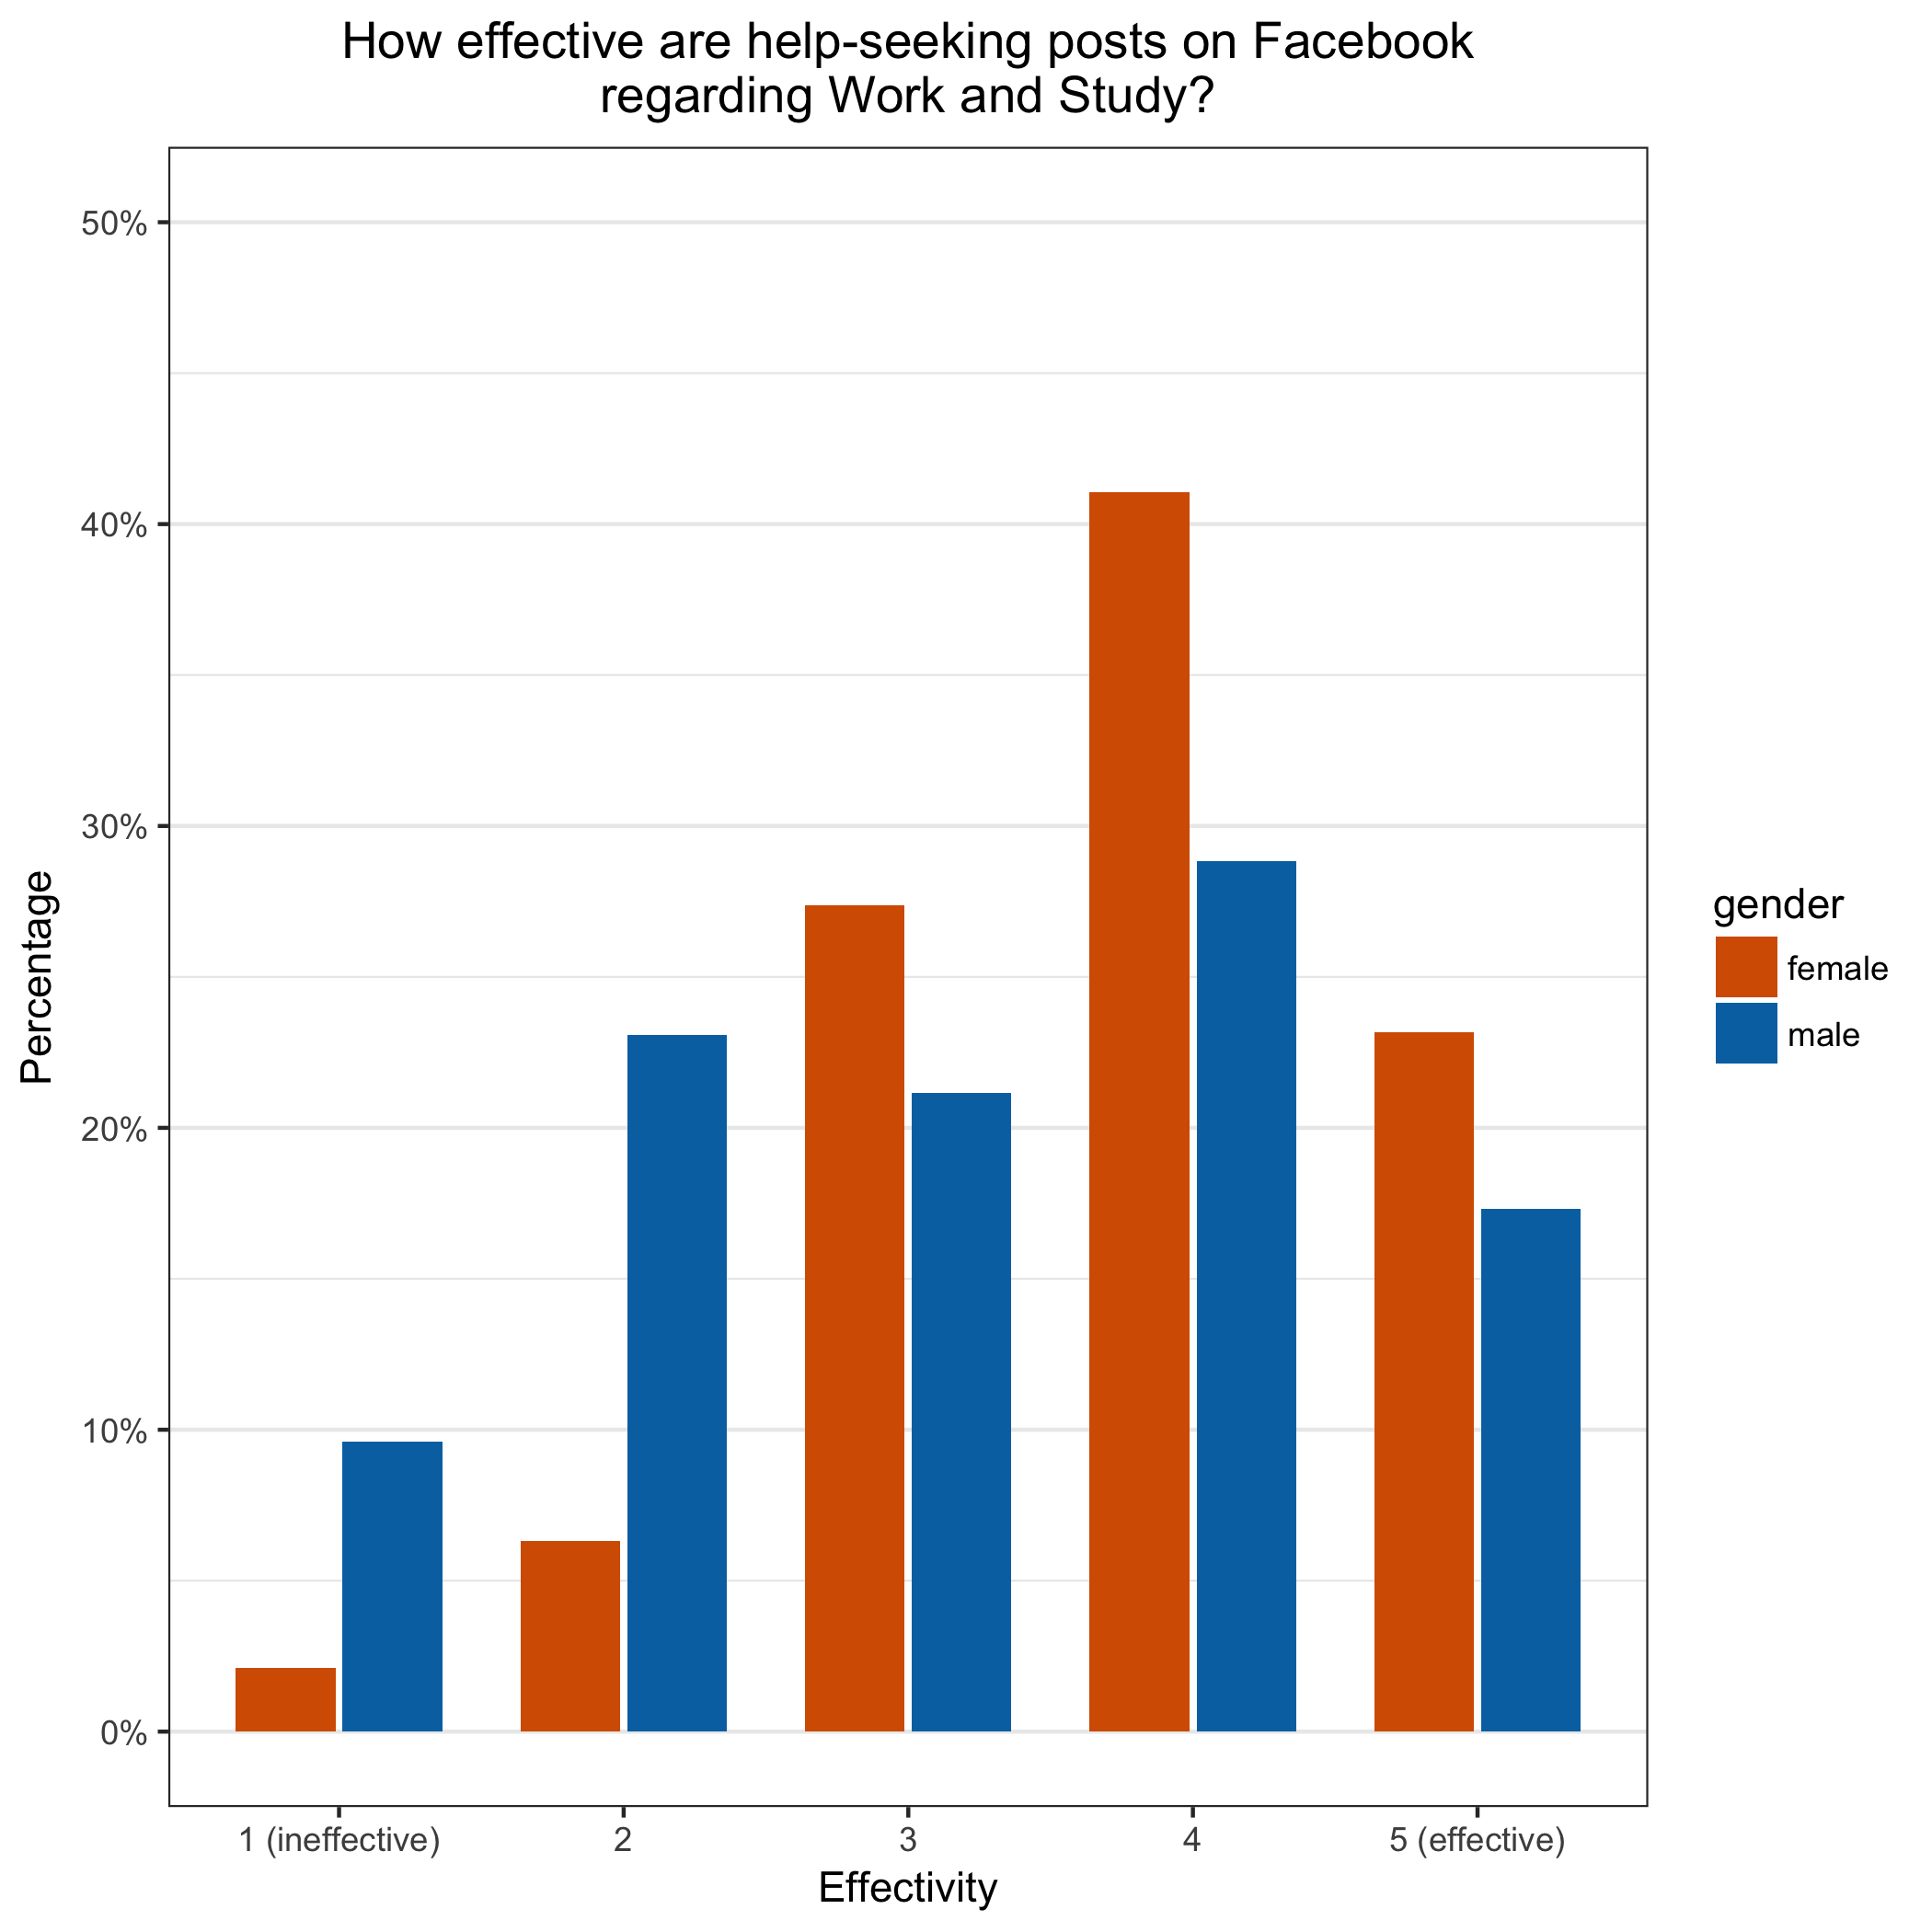 How effective are help-seeking posts on Facebook
regarding Work and Study?
50%
40%
30%
20%
10%
0%
Percentage
1 (ineffective)
2
3
4
5 (effective)
Effectivity
gender
female
male